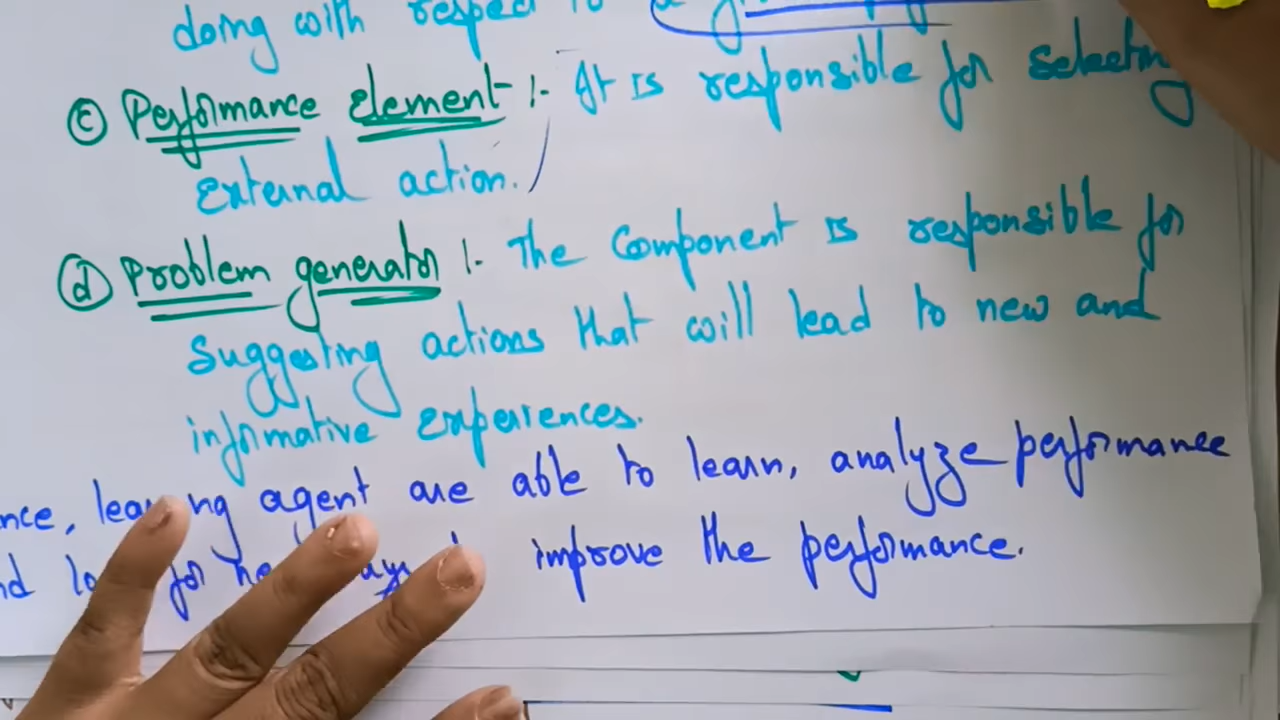 doing with respect to a
ⓒ Performance Element :- It is responsible for selecting
External action.
ⓓ Problem generator :- The Component is responsible for
Suggesting actions that will lead to new and
informative experiences.
nce, learning agent are able to learn, analyze performance
for improve the performance.